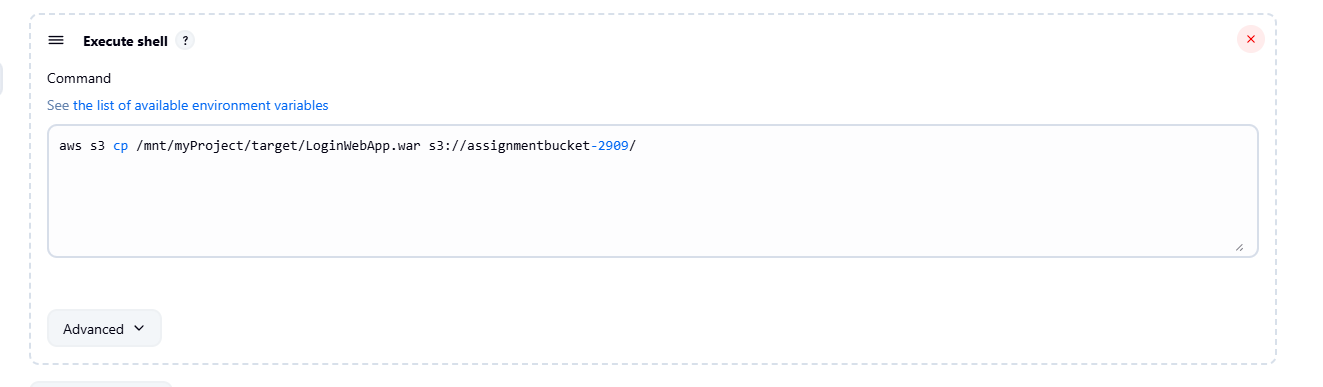 Execute shell ?
Command
See the list of available environment variables
aws s3 cp /mnt/myProject/target/LoginWebApp.war s3://assignmentbucket-2909/
Advanced